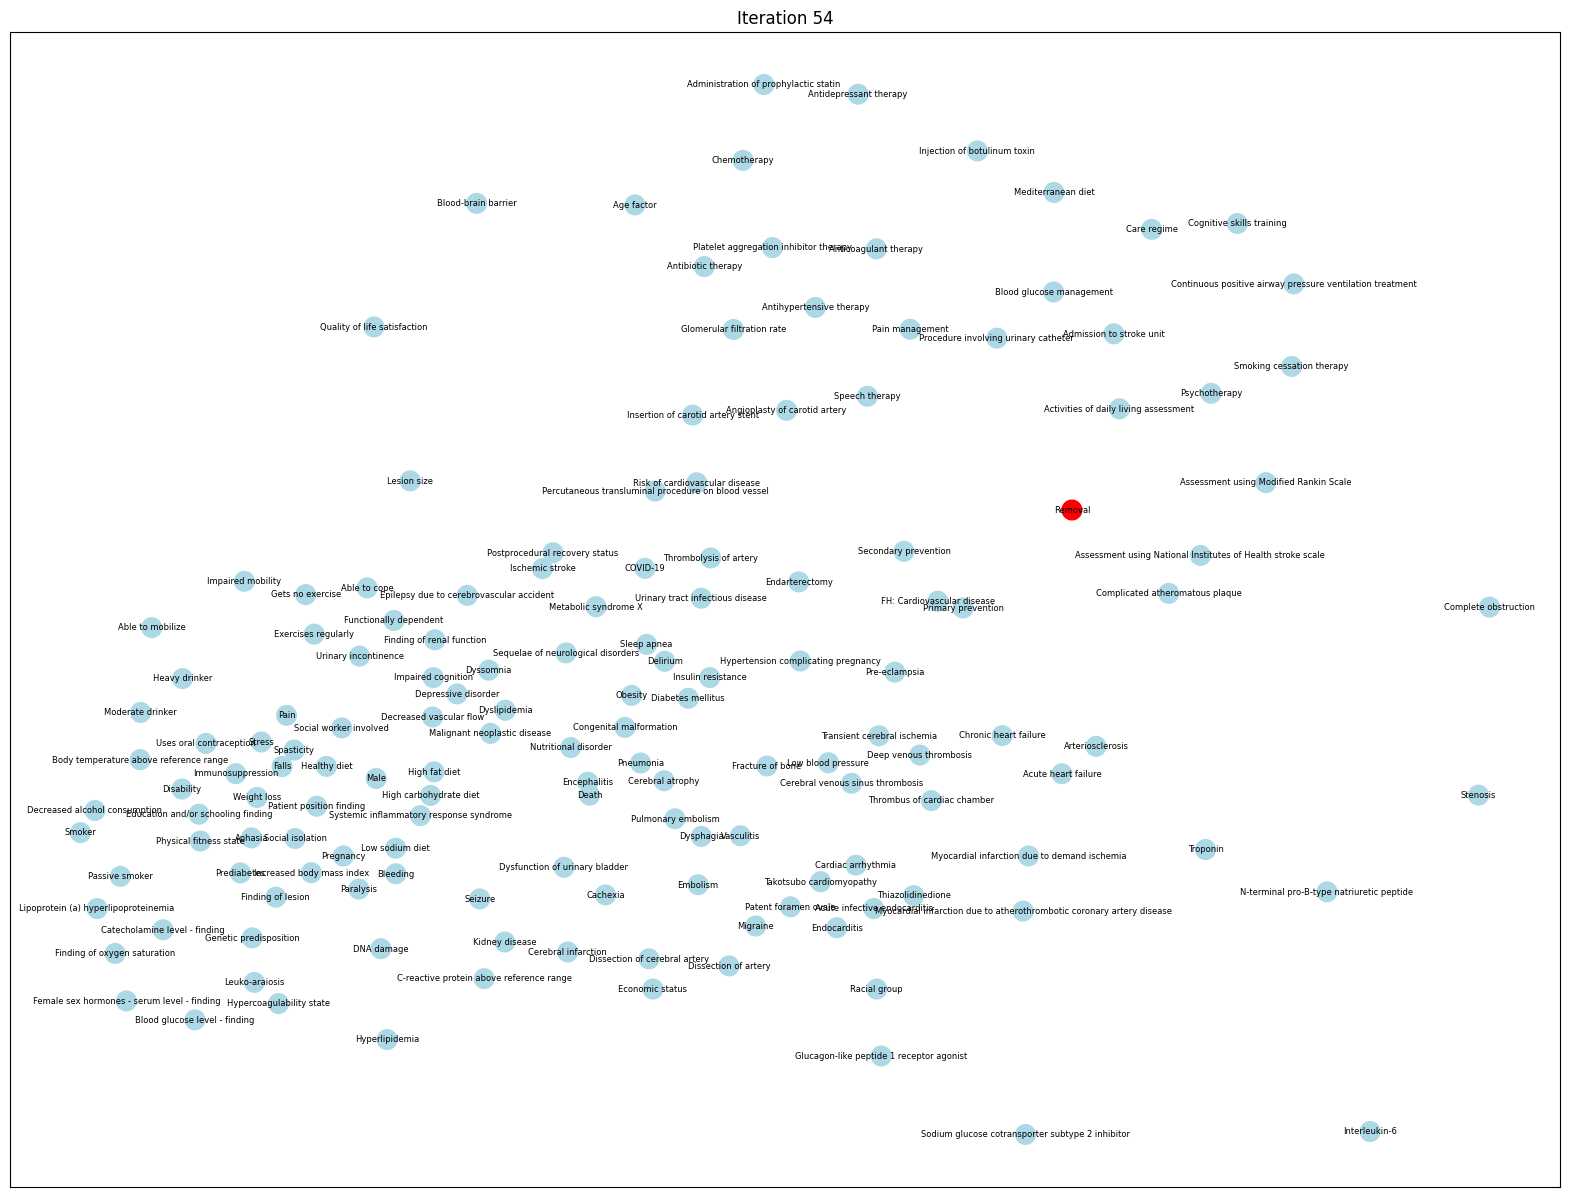 Iteration 54
Administration of prophylactic statin
Antidepressant therapy
Injection of botulinum toxin
Chemotherapy
Mediterranean diet
Blood-brain barrier
Age factor
Cognitive skills training
Care regime
Platelet aggregation inhibitor therapy
Anticoagulant therapy
Antibiotic therapy
Continuous positive airway pressure ventilation treatment
Blood glucose management
Antihypertensive therapy
Quality of life satisfaction
Glomerular filtration rate
Pain management
Procedure involving urinary catheter
Admission to stroke unit
Smoking cessation therapy
Psychotherapy
Speech therapy
Activities of daily living assessment
Angioplasty of carotid artery
Insertion of carotid artery stent
Lesion size
Risk of cardiovascular disease
Assessment using Modified Rankin Scale
Percutaneous transluminal procedure on blood vessel
Removal
Postprocedural recovery status
Secondary prevention
Assessment using National Institutes of Health stroke scale
Thrombolysis of artery
Ischemic stroke
COVID-19
Impaired mobility
Endarterectomy
Able to cope
Gets no exercise
Epilepsy due to cerebrovascular accident
Complicated atheromatous plaque
Urinary tract infectious disease
FH: Cardiovascular disease
Metabolic syndrome X
Primary prevention
Complete obstruction
Functionally dependent
Able to mobilize
Exercises regularly
Finding of renal function
Sleep apnea
Sequelae of neurological disorders
Urinary incontinence
Delirium
Hypertension complicating pregnancy
Dyssomnia
Pre-eclampsia
Impaired cognition
Insulin resistance
Heavy drinker
Depressive disorder
Obesity
Diabetes mellitus
Dyslipidemia
Moderate drinker
Pain
Decreased vascular flow
Social worker involved
Congenital malformation
Malignant neoplastic disease
Transient cerebral ischemia
Chronic heart failure
Uses oral contraception
Stress
Arteriosclerosis
Nutritional disorder
Spasticity
Deep venous thrombosis
Body temperature above reference range
Pneumonia
Low blood pressure
Falls
Healthy diet
Fracture of bone
High fat diet
Immunosuppression
Acute heart failure
Male
Cerebral atrophy
Encephalitis
Cerebral venous sinus thrombosis
Disability
Death
High carbohydrate diet
Stenosis
Weight loss
Thrombus of cardiac chamber
Patient position finding
Decreased alcohol consumption
Education and/or schooling finding
Systemic inflammatory response syndrome
Pulmonary embolism
Smoker
Dysphagia
Vasculitis
Aphasia
Social isolation
Physical fitness state
Low sodium diet
Troponin
Pregnancy
Myocardial infarction due to demand ischemia
Cardiac arrhythmia
Dysfunction of urinary bladder
Prediabetes
Increased body mass index
Bleeding
Passive smoker
Takotsubo cardiomyopathy
Embolism
Paralysis
N-terminal pro-B-type natriuretic peptide
Cachexia
Thiazolidinedione
Finding of lesion
Seizure
Patent foramen ovale
Lipoprotein (a) hyperlipoproteinemia
Acute infective endocarditis
Myocardial infarction due to atherothrombotic coronary artery disease
Migraine
Endocarditis
Catecholamine level - finding
Genetic predisposition
Kidney disease
DNA damage
Cerebral infarction
Finding of oxygen saturation
Dissection of cerebral artery
Dissection of artery
C-reactive protein above reference range
Leuko-araiosis
Economic status
Racial group
Female sex hormones - serum level - finding
Hypercoagulability state
Blood glucose level - finding
Hyperlipidemia
Glucagon-like peptide 1 receptor agonist
Interleukin-6
Sodium glucose cotransporter subtype 2 inhibitor